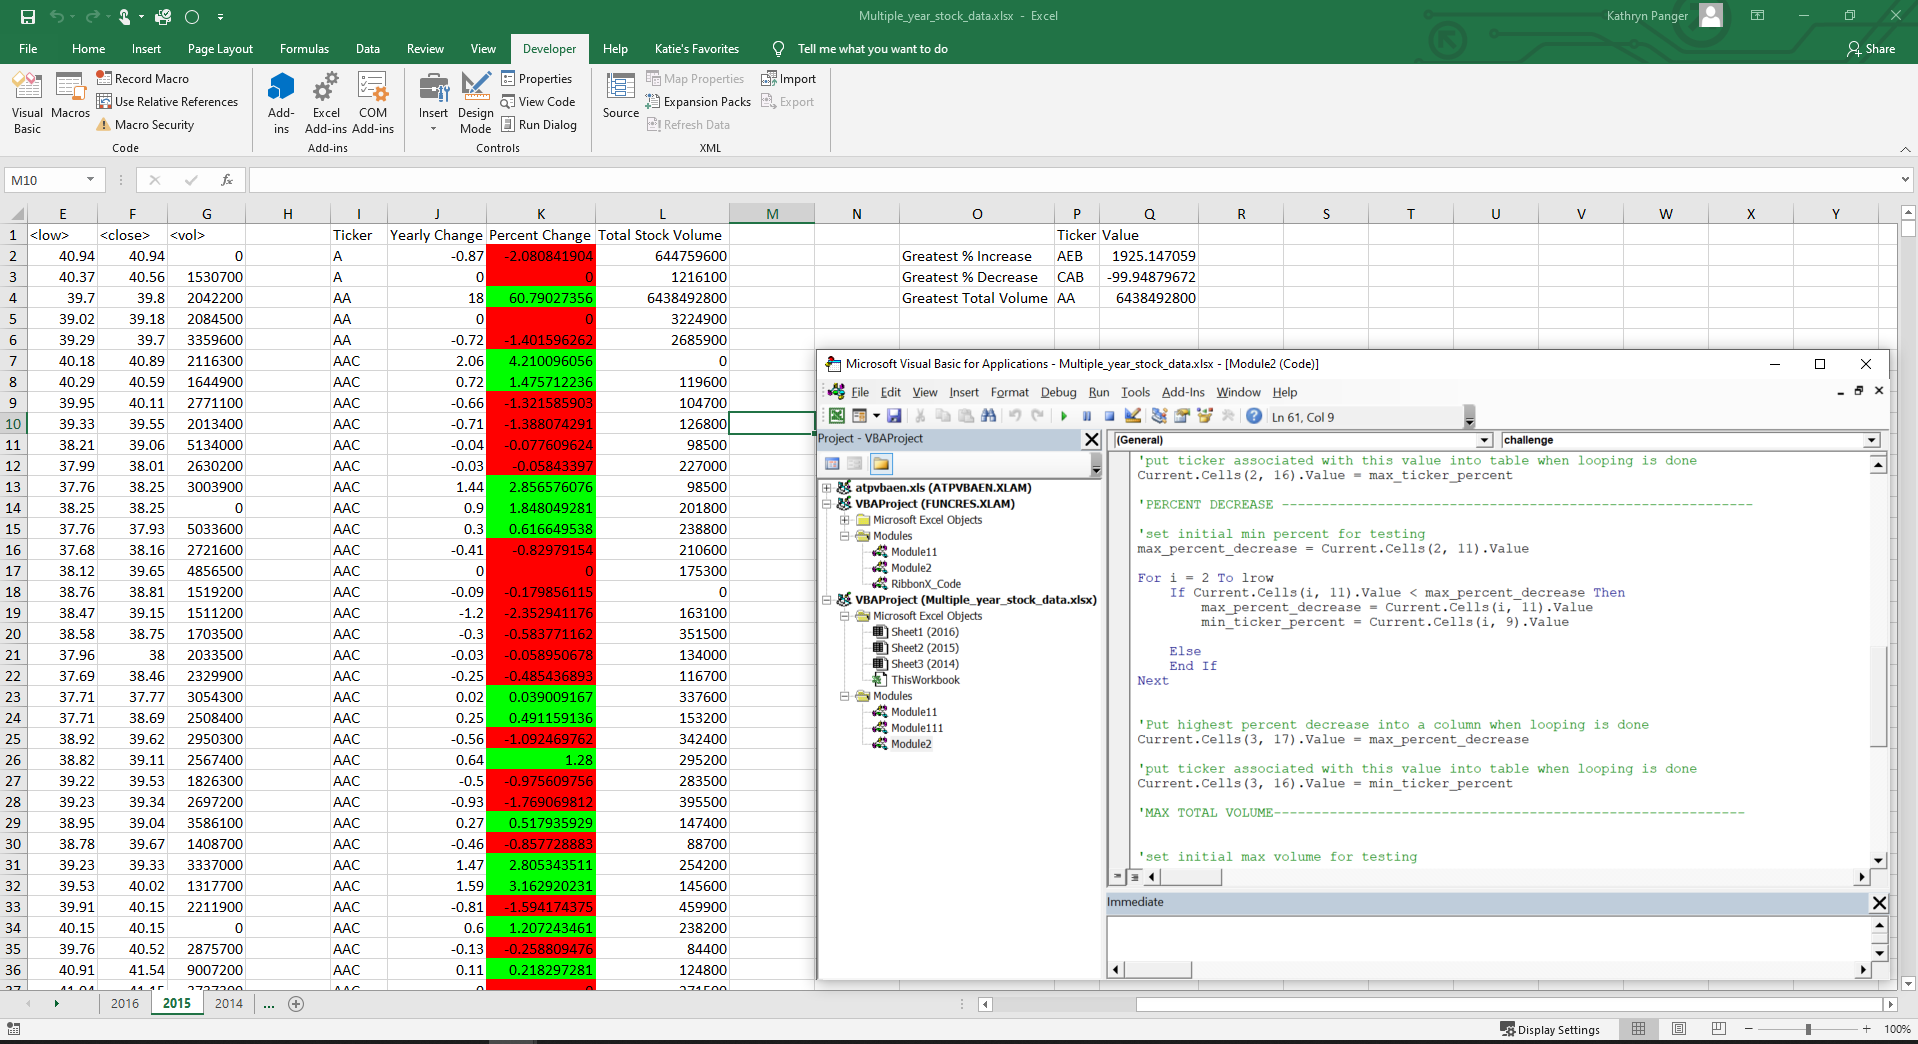 Multiple_year_stock_data.xlsx - Excel
Kathryn Panger
File Home Insert Page Layout Formulas Data Review View Developer Help Katie's Favorites Tell me what you want to do
Share
Visual Basic
Macros
Record Macro
Use Relative References
Macro Security
Code
Add-ins
Excel Add-ins
COM Add-ins
Add-ins
Insert
Design Mode
Properties
View Code
Run Dialog
Controls
Source
Map Properties
Expansion Packs
Refresh Data
Import
Export
XML
M10
fx
E F G H I J K L M N O P Q R S T U V W X Y
1 <low> <close> <vol> Ticker Yearly Change Percent Change Total Stock Volume Ticker Value
2 40.94 40.94 0 A -0.87 -2.080841904 644759600 Greatest % Increase AEB 1925.147059
3 40.37 40.56 1530700 A 0 0 1216100 Greatest % Decrease CAB -99.94879672
4 39.7 39.8 2042200 AA 18 60.79027356 6438492800 Greatest Total Volume AA 6438492800
5 39.02 39.18 2084500 AA 0 0 3224900
6 39.29 39.7 3359600 AA -0.72 -1.401596262 2685900
7 40.18 40.89 2116300 AAC 2.06 4.210096056 0
8 40.29 40.59 1644900 AAC 0.72 1.475712236 119600
9 39.95 40.11 2771100 AAC -0.66 -1.321585903 104700
10 39.33 39.55 2013400 AAC -0.71 -1.388074291 126800
11 38.21 39.06 5134000 AAC -0.04 -0.077609624 98500
12 37.99 38.01 2630200 AAC -0.03 -0.05843397 227000
13 37.76 38.25 3003900 AAC 1.44 2.856576076 98500
14 38.25 38.25 0 AAC 0.9 1.848049281 201800
15 37.76 37.93 5033600 AAC 0.3 0.616649538 238800
16 37.68 38.16 2721600 AAC -0.41 -0.82979154 210600
17 38.12 39.65 4856500 AAC 0 0 175300
18 38.76 38.81 1519200 AAC -0.09 -0.179856115 0
19 38.47 39.15 1511200 AAC -1.2 -2.352941176 163100
20 38.58 38.75 1703500 AAC -0.3 -0.583771162 351500
21 37.96 38 2033500 AAC -0.03 -0.058950678 134000
22 37.69 38.46 2329900 AAC -0.25 -0.485436893 116700
23 37.71 37.77 3054300 AAC 0.02 0.039009167 337600
24 37.71 38.69 2508400 AAC 0.25 0.491159136 153200
25 38.92 39.62 2950300 AAC -0.56 -1.092469762 342400
26 38.82 39.11 2567400 AAC 0.64 1.28 295200
27 39.22 39.53 1826300 AAC -0.5 -0.975609756 283500
28 39.23 39.34 2697200 AAC -0.93 -1.769069812 395500
29 38.95 39.04 3586100 AAC 0.27 0.517935929 147400
30 38.78 39.67 1408700 AAC -0.46 -0.857728883 88700
31 39.23 39.33 3337000 AAC 1.47 2.805343511 254200
32 39.53 40.02 1317700 AAC 1.59 3.162920231 145600
33 39.91 40.15 2211900 AAC -0.81 -1.594174375 459900
34 40.15 40.15 0 AAC 0.6 1.207243461 238200
35 39.76 40.52 2875700 AAC -0.13 -0.258809476 84400
36 40.91 41.54 9007200 AAC 0.11 0.218297281 124800
Microsoft Visual Basic for Applications - Multiple_year_stock_data.xlsx - [Module2 (Code)]
File Edit View Insert Format Debug Run Tools Add-Ins Window Help
Ln 61, Col 9
Project - VBAProject
atpvbaen.xls (ATPVBAEN.XLAM)
VBAProject (FUNCRES.XLAM)
Microsoft Excel Objects
Modules
Module11
Module2
RibbonX_Code
VBAProject (Multiple_year_stock_data.xlsx)
Microsoft Excel Objects
Sheet1 (2016)
Sheet2 (2015)
Sheet3 (2014)
ThisWorkbook
Modules
Module11
Module111
Module2
(General) challenge
'put ticker associated with this value into table when looping is done
Current.Cells(2, 16).Value = max_ticker_percent
'PERCENT DECREASE ----------------------------------------------------------
'set initial min percent for testing
max_percent_decrease = Current.Cells(2, 11).Value
For i = 2 To lrow
If Current.Cells(i, 11).Value < max_percent_decrease Then
max_percent_decrease = Current.Cells(i, 11).Value
min_ticker_percent = Current.Cells(i, 9).Value
Else
End If
Next
'Put highest percent decrease into a column when looping is done
Current.Cells(3, 17).Value = max_percent_decrease
'put ticker associated with this value into table when looping is done
Current.Cells(3, 16).Value = min_ticker_percent
'MAX TOTAL VOLUME----------------------------------------------------------
'set initial max volume for testing
Immediate
2016 2015 2014 ...
Display Settings
100%